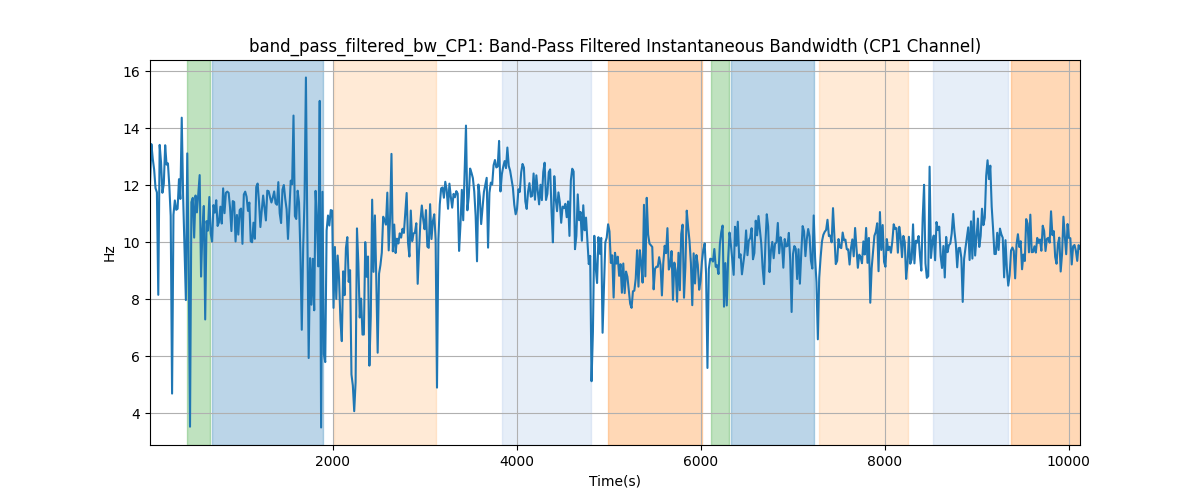 band_pass_filtered_bw_CP1: Band-Pass Filtered Instantaneous Bandwidth (CP1 Channel)
16
14
12
10
8
6
4
Hz
2000 4000 6000 8000 10000
Time(s)